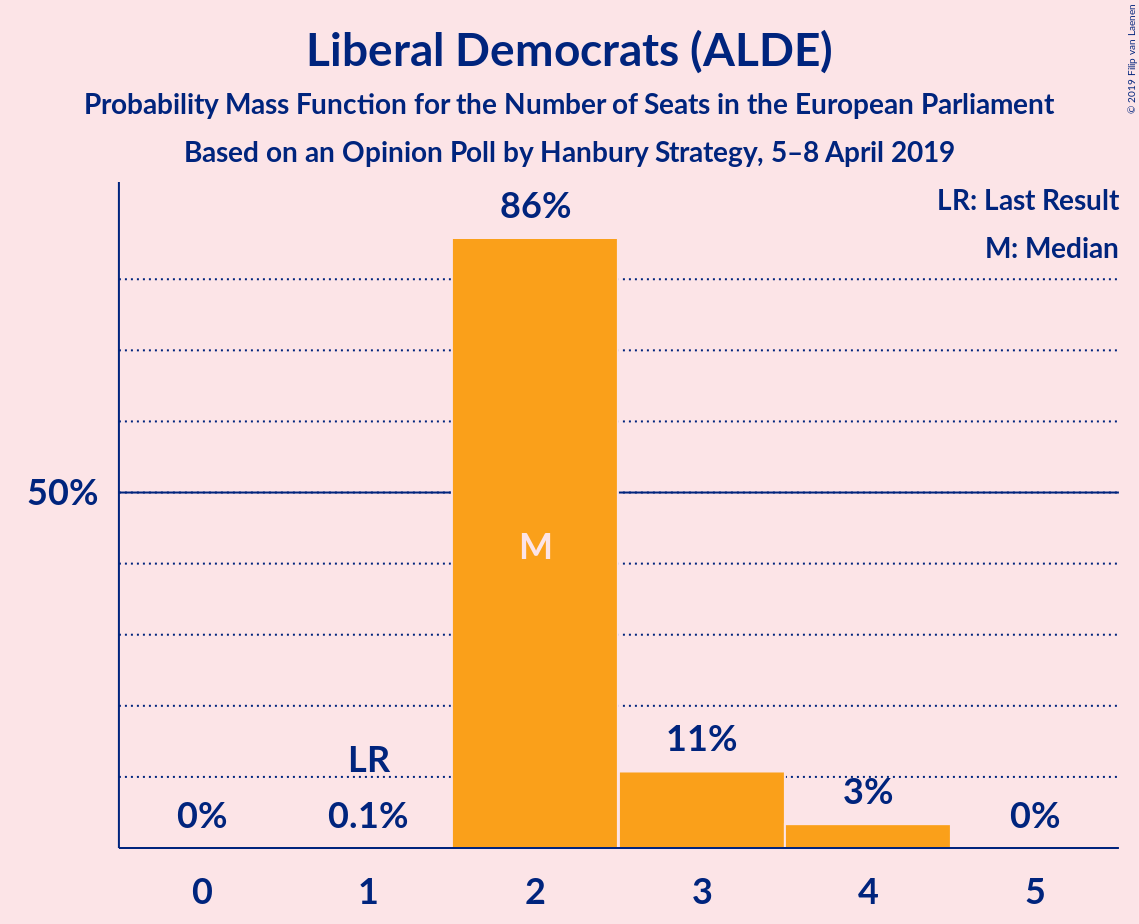 Liberal Democrats (ALDE)
Probability Mass Function for the Number of Seats in the European Parliament
Based on an Opinion Poll by Hanbury Strategy, 5–8 April 2019
© 2019 Filip van Laenen
LR: Last Result
M: Median
86%
50%
M
11%
LR
3%
0%
0.1%
0%
0 1 2 3 4 5